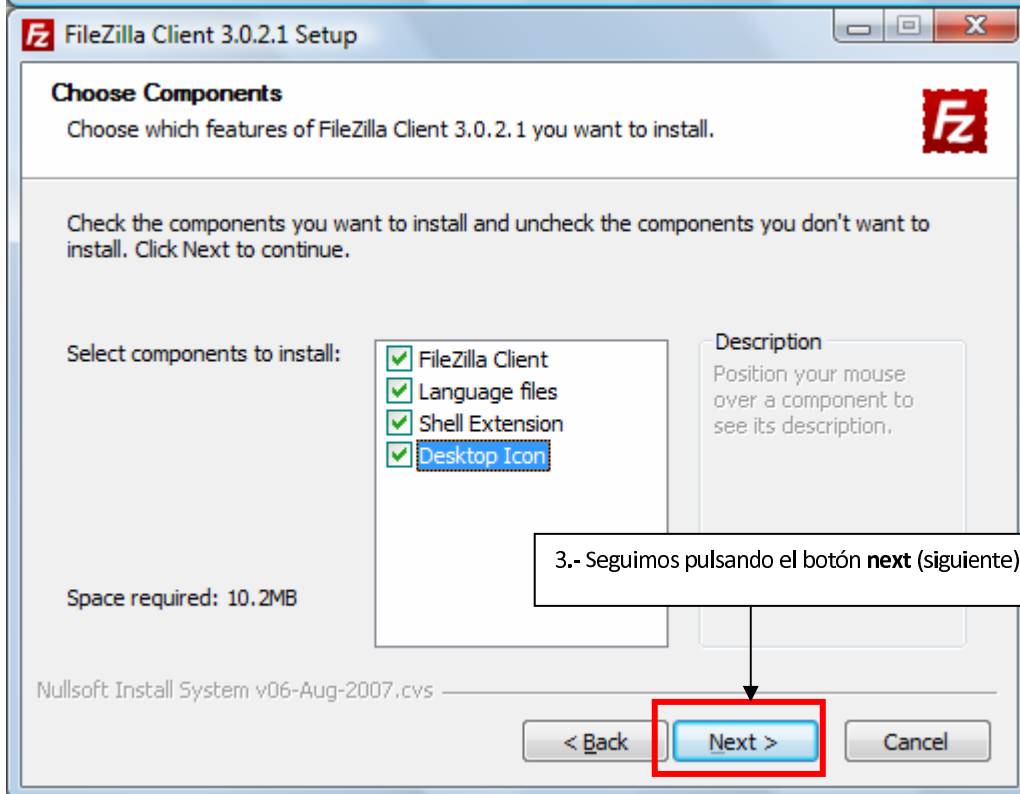 FileZilla Client 3.0.2.1 Setup
Choose Components
Choose which features of FileZilla Client 3.0.2.1 you want to install.
Fz
Check the components you want to install and uncheck the components you don't want to
install. Click Next to continue.
Select components to install:
FileZilla Client
Language files
Shell Extension
Desktop Icon
Description
Position your mouse
over a component to
see its description.
3.- Seguimos pulsando el botón next (siguiente)
Space required: 10.2MB
Nullsoft Install System v06-Aug-2007.cvs
< Back
Next >
Cancel